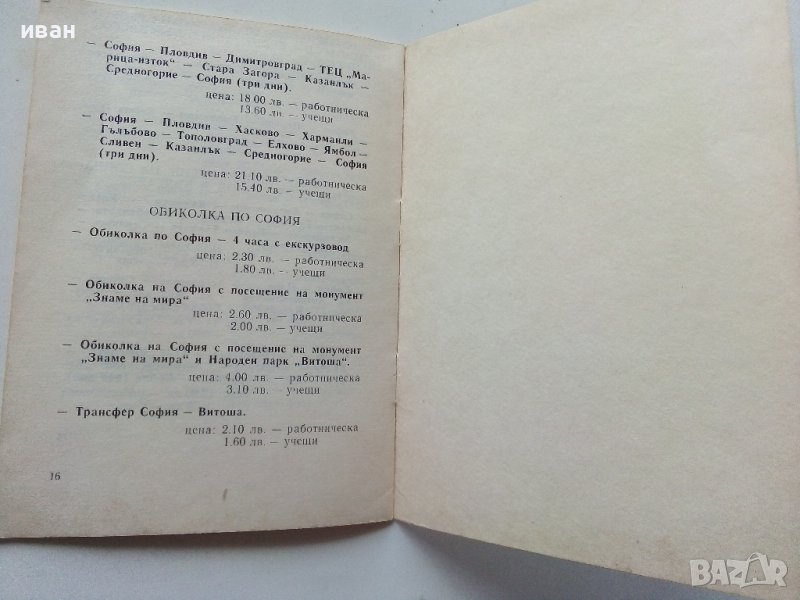 иван
— София — Пловдив — Димитровград — ТЕЦ „Ма-
рица-изток“ — Стара Загора — Казанлък —
Средногорие — София (три дни).
цена: 18 00 лв. — работническа
13.60 лв. — учещи
— София — Пловдив — Хасково — Харманли —
Гълъбово — Тополовград — Елхово — Ямбол —
Сливен — Казанлък — Средногорие — София
(три дни).
цена: 21.10 лв. — работническа
15.40 лв. — учещи
ОБИКОЛКА ПО СОФИЯ
— Обиколка по София — 4 часа с екскурзовод
цена: 2.30 лв. — работническа
1.80 лв. — учещи
— Обиколка на София с посещение на монумент
„Знаме на мира“
цена: 2.60 лв. — работническа
2.00 лв. — учещи
— Обиколка на София с посещение на монумент
„Знаме на мира“ и Народен парк „Витоша“.
цена: 4.00 лв. — работническа
3.10 лв. — учещи
— Трансфер София — Витоша.
цена: 2.10 лв. — работническа
1.60 лв. — учещи
16
BAZAR